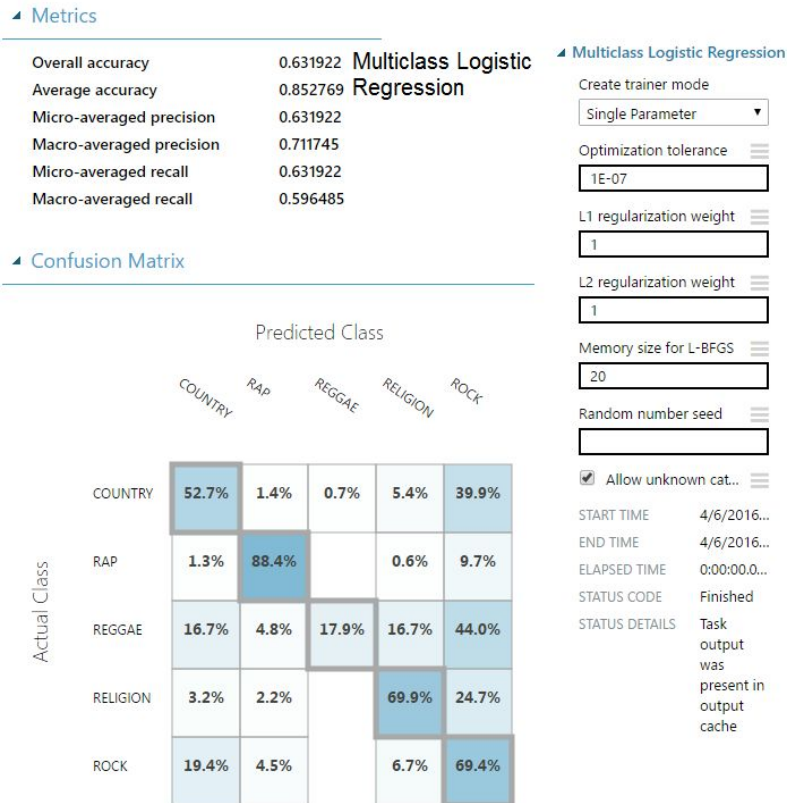 Metrics
Overall accuracy 0.631922
Average accuracy 0.852769
Micro-averaged precision 0.631922
Macro-averaged precision 0.711745
Micro-averaged recall 0.631922
Macro-averaged recall 0.596485
Multiclass Logistic
Regression
Confusion Matrix
Predicted Class
COUNTRY RAP REGGAE RELIGION ROCK
Actual Class
COUNTRY 52.7% 1.4% 0.7% 5.4% 39.9%
RAP 1.3% 88.4% 0.6% 9.7%
REGGAE 16.7% 4.8% 17.9% 16.7% 44.0%
RELIGION 3.2% 2.2% 69.9% 24.7%
ROCK 19.4% 4.5% 6.7% 69.4%
Multiclass Logistic Regression
Create trainer mode
Single Parameter
Optimization tolerance
1E-07
L1 regularization weight
1
L2 regularization weight
1
Memory size for L-BFGS
20
Random number seed
Allow unknown cat...
START TIME 4/6/2016...
END TIME 4/6/2016...
ELAPSED TIME 0:00:00.0...
STATUS CODE Finished
STATUS DETAILS Task
output
was
present in
output
cache